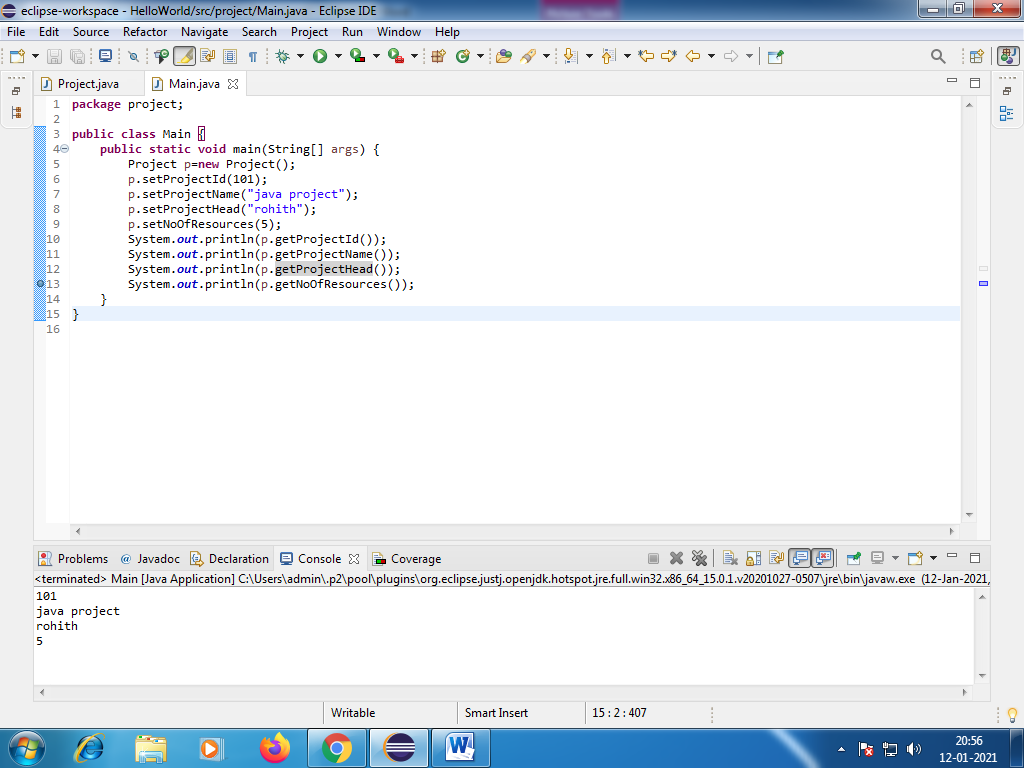 eclipse-workspace - HelloWorld/src/project/Main.java - Eclipse IDE
File Edit Source Refactor Navigate Search Project Run Window Help
Project.java Main.java
1 package project;
2
3 public class Main {
4 public static void main(String[] args) {
5 Project p=new Project();
6 p.setProjectId(101);
7 p.setProjectName("java project");
8 p.setProjectHead("rohith");
9 p.setNoOfResources(5);
10 System.out.println(p.getProjectId());
11 System.out.println(p.getProjectName());
12 System.out.println(p.getProjectHead());
13 System.out.println(p.getNoOfResources());
14 }
15 }
16
Problems @ Javadoc Declaration Console Coverage
<terminated> Main [Java Application] C:\Users\admin\.p2\pool\plugins\org.eclipse.justj.openjdk.hotspot.jre.full.win32.x86_64_15.0.1.v20201027-0507\jre\bin\javaw.exe (12-Jan-2021,
101
java project
rohith
5
Writable Smart Insert 15 : 2 : 407
20:56
12-01-2021